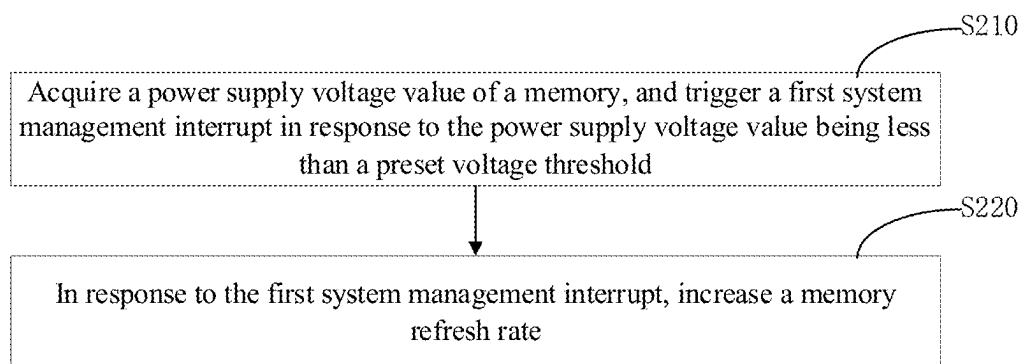 S210
Acquire a power supply voltage value of a memory, and trigger a first system
management interrupt in response to the power supply voltage value being less
than a preset voltage threshold
S220
In response to the first system management interrupt, increase a memory
refresh rate